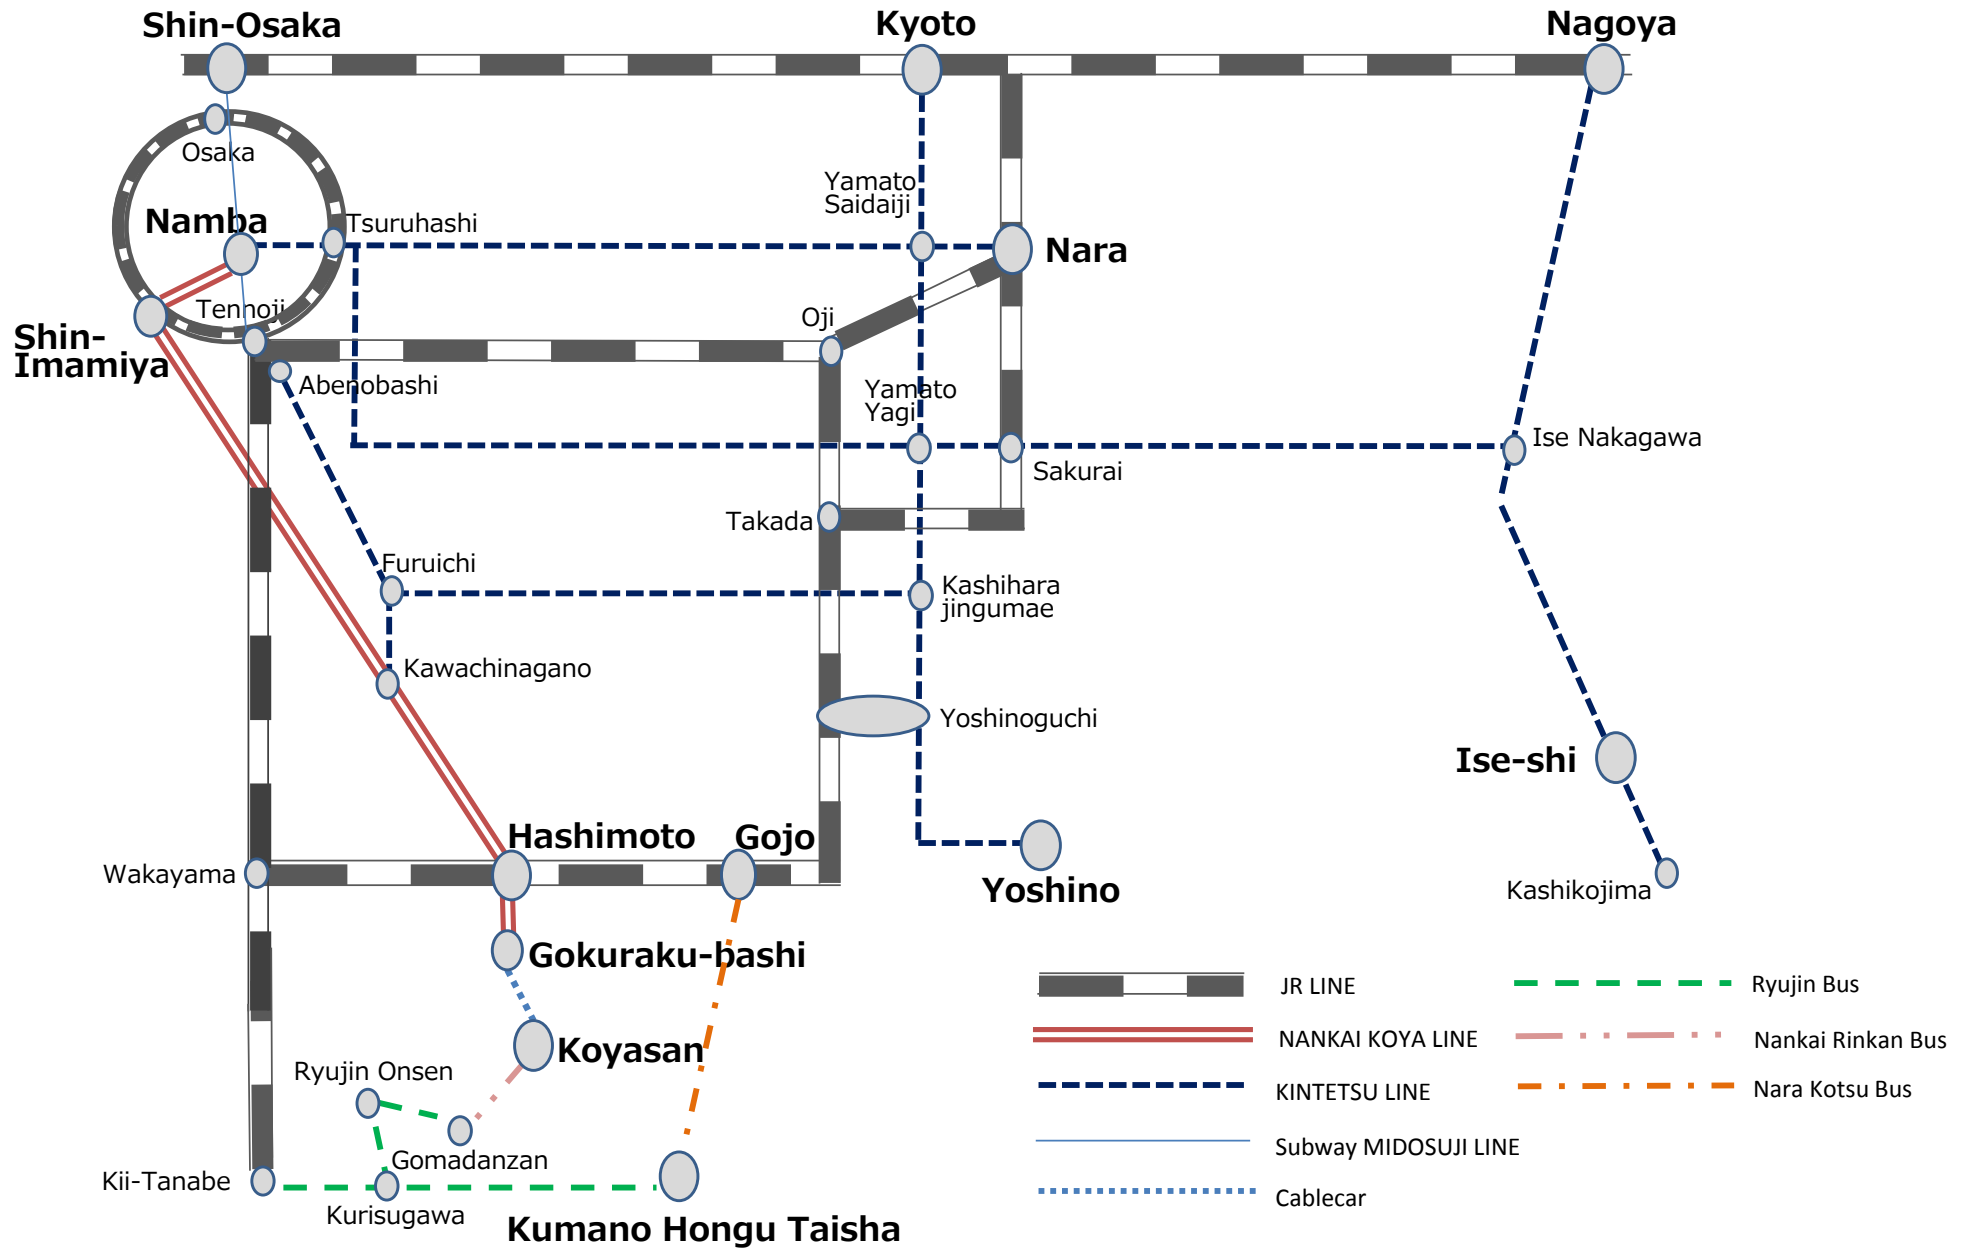 Shin-Osaka
Kyoto
Nagoya
Osaka
Yamato
Saidaiji
Namba
Tsuruhashi
Nara
Tennoji
Oji
Shin-
Imamiya
Abenobashi
Yamato
Yagi
Ise Nakagawa
Sakurai
Takada
Furuichi
Kashihara
jingumae
Kawachinagano
Yoshinoguchi
Ise-shi
Hashimoto
Gojo
Wakayama
Yoshino
Kashikojima
Gokuraku-bashi
Koyasan
Ryujin Onsen
Gomadanzan
Kii-Tanabe
Kurisugawa
Kumano Hongu Taisha
JR LINE
NANKAI KOYA LINE
KINTETSU LINE
Subway MIDOSUJI LINE
Cablecar
Ryujin Bus
Nankai Rinkan Bus
Nara Kotsu Bus